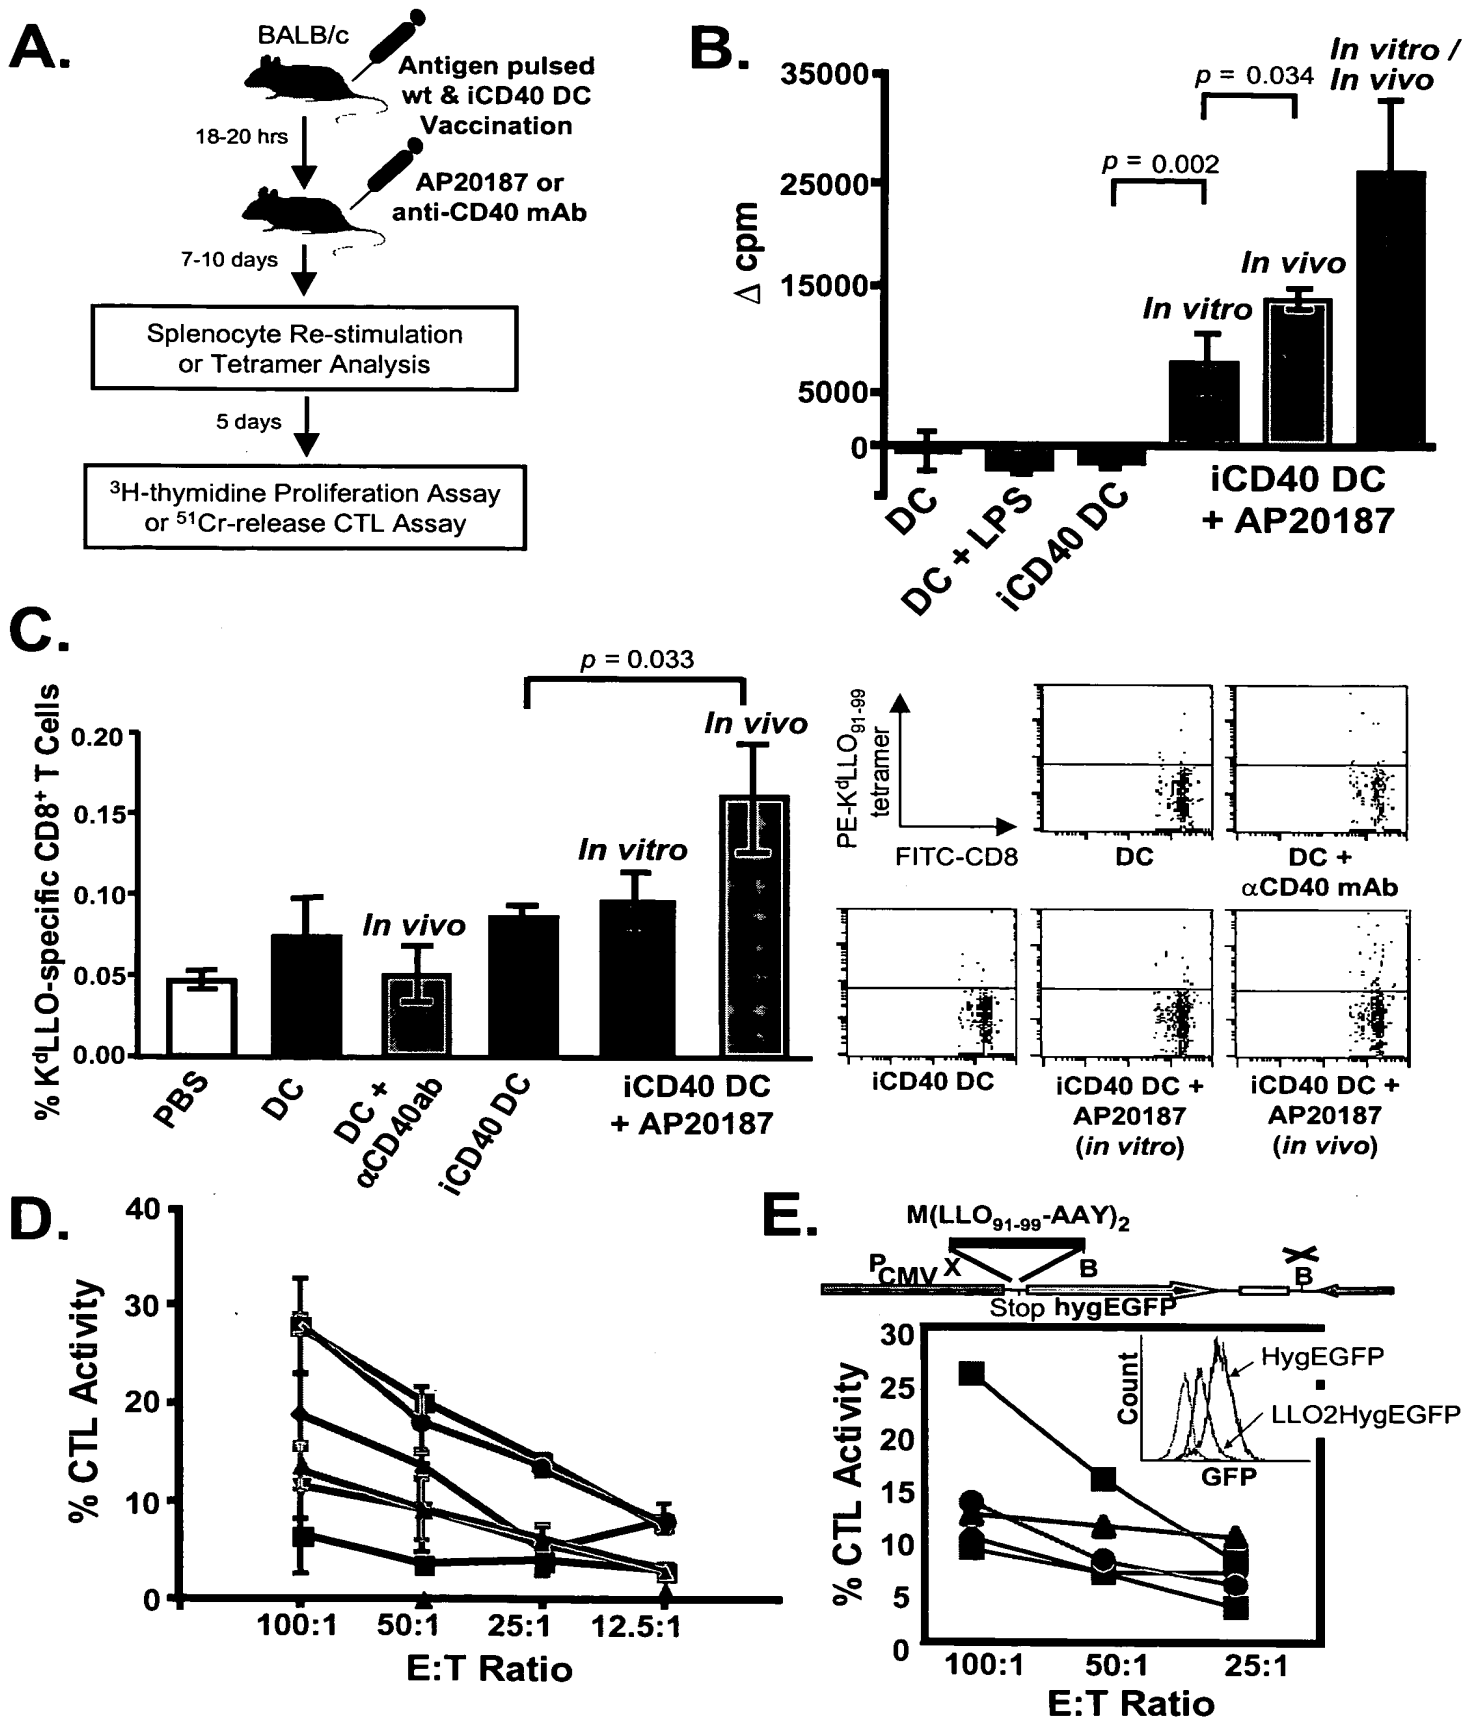 A.
BALB/c
Antigen pulsed
wt & iCD40 DC
Vaccination
18-20 hrs
AP20187 or
anti-CD40 mAb
7-10 days
Splenocyte Re-stimulation
or Tetramer Analysis
5 days
³H-thymidine Proliferation Assay
or ⁵¹Cr-release CTL Assay
B.
Δ cpm
35000
25000
15000
5000
0
p = 0.002
p = 0.034
In vitro
In vivo
In vitro /
In vivo
DC
DC + LPS
iCD40 DC
iCD40 DC
+ AP20187
C.
% KᵈLLO-specific CD8⁺ T Cells
0.20
0.15
0.10
0.05
0.00
p = 0.033
In vivo
In vitro
In vivo
PBS
DC
DC +
αCD40ab
iCD40 DC
iCD40 DC
+ AP20187
PE-KᵈLLO₉₁₋₉₉
tetramer
FITC-CD8
DC
DC +
αCD40 mAb
iCD40 DC
iCD40 DC +
AP20187
(in vitro)
iCD40 DC +
AP20187
(in vivo)
D.
% CTL Activity
40
30
20
10
0
100:1
50:1
25:1
12.5:1
E:T Ratio
E.
M(LLO₉₁₋₉₉-AAY)₂
PCMV
X
B
B
Stop hygEGFP
% CTL Activity
30
25
20
15
10
5
0
Count
HygEGFP
LLO2HygEGFP
GFP
100:1
50:1
25:1
E:T Ratio